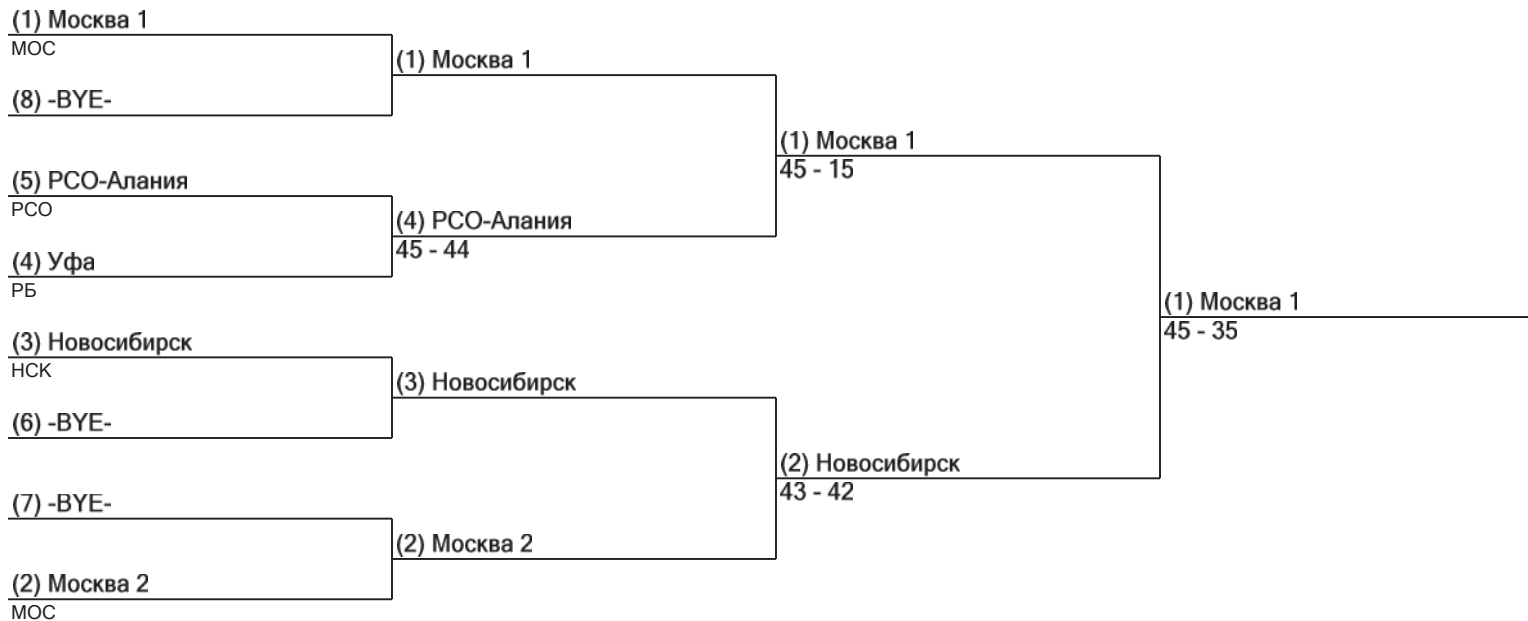 (1) Москва 1
МОС
(8) -BYE-
(5) РСО-Алания
РСО
(4) Уфа
РБ
(3) Новосибирск
НСК
(6) -BYE-
(7) -BYE-
(2) Москва 2
МОС
(1) Москва 1
(4) РСО-Алания
45 - 44
(3) Новосибирск
(2) Москва 2
(1) Москва 1
45 - 15
(2) Новосибирск
43 - 42
(1) Москва 1
45 - 35